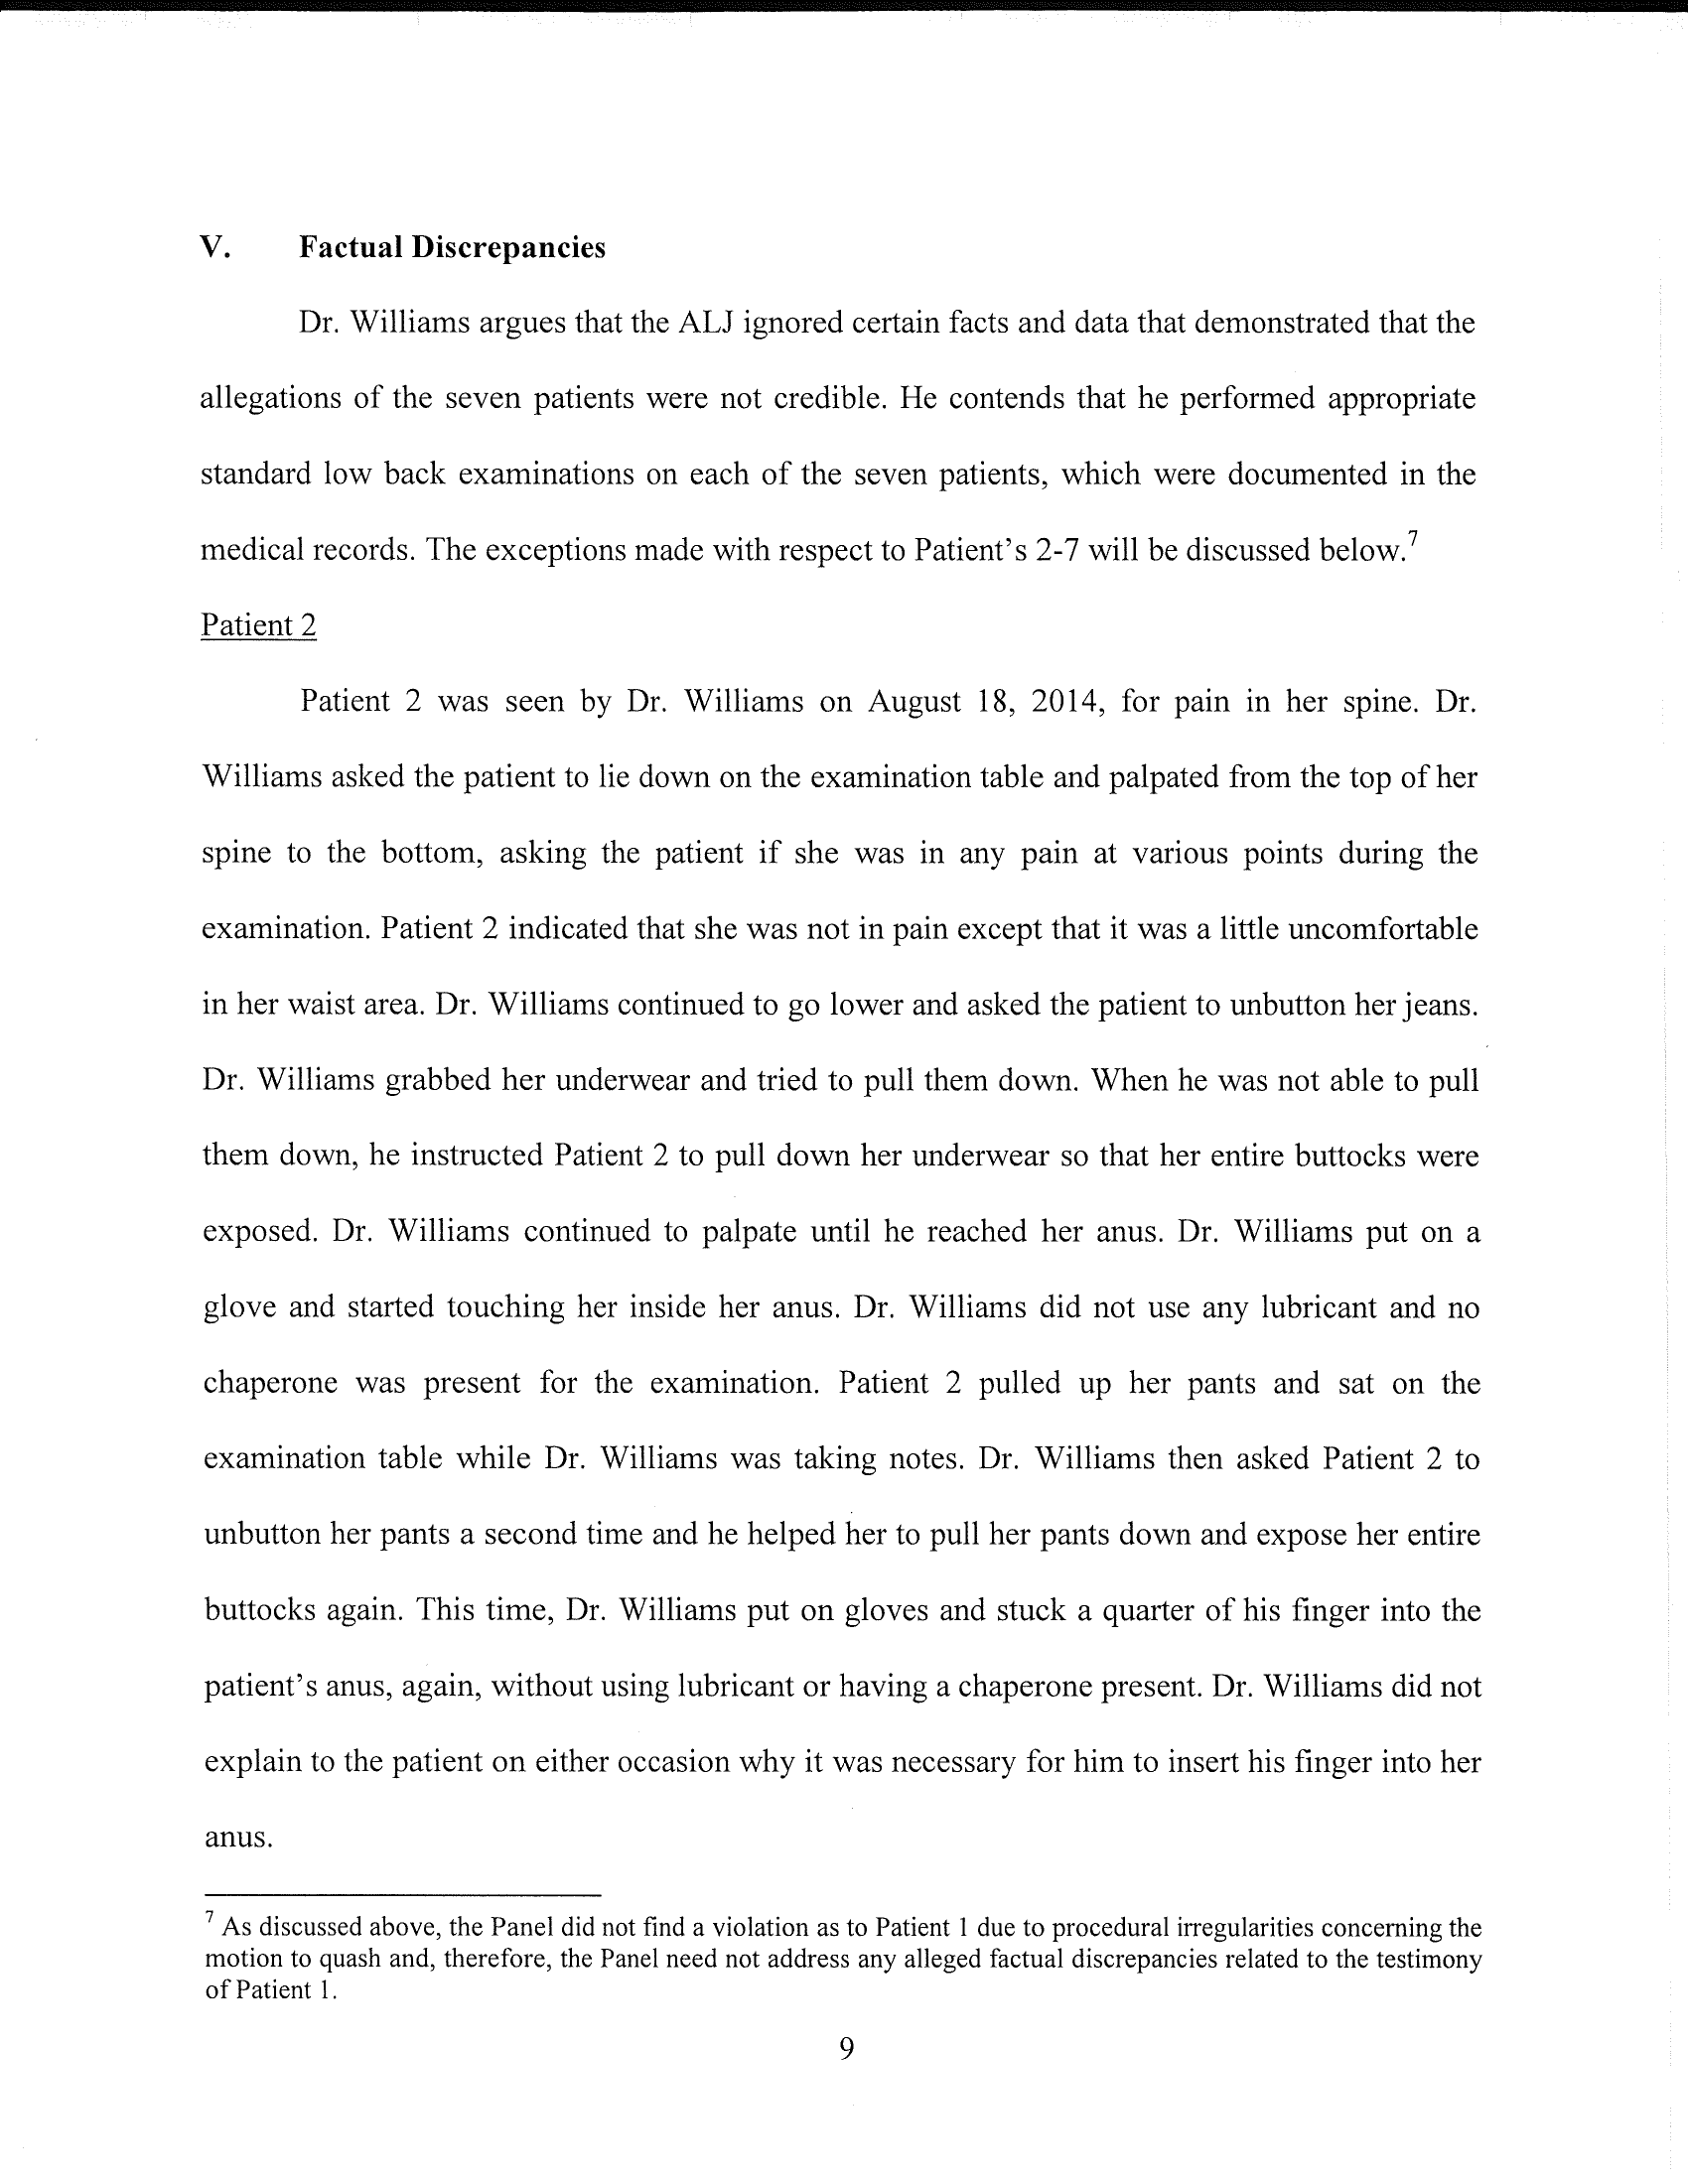 V. Factual Discrepancies
Dr. Williams argues that the ALJ ignored certain facts and data that demonstrated that the
allegations of the seven patients were not credible. He contends that he performed appropriate
standard low back examinations on each of the seven patients, which were documented in the
medical records. The exceptions made with respect to Patient's 2-7 will be discussed below.7
Patient 2
Patient 2 was seen by Dr. Williams on August 18, 2014, for pain in her spine. Dr.
Williams asked the patient to lie down on the examination table and palpated from the top of her
spine to the bottom, asking the patient if she was in any pain at various points during the
examination. Patient 2 indicated that she was not in pain except that it was a little uncomfortable
in her waist area. Dr. Williams continued to go lower and asked the patient to unbutton her jeans.
Dr. Williams grabbed her underwear and tried to pull them down. When he was not able to pull
them down, he instructed Patient 2 to pull down her underwear so that her entire buttocks were
exposed. Dr. Williams continued to palpate until he reached her anus. Dr. Williams put on a
glove and started touching her inside her anus. Dr. Williams did not use any lubricant and no
chaperone was present for the examination. Patient 2 pulled up her pants and sat on the
examination table while Dr. Williams was taking notes. Dr. Williams then asked Patient 2 to
unbutton her pants a second time and he helped her to pull her pants down and expose her entire
buttocks again. This time, Dr. Williams put on gloves and stuck a quarter of his finger into the
patient's anus, again, without using lubricant or having a chaperone present. Dr. Williams did not
explain to the patient on either occasion why it was necessary for him to insert his finger into her
anus.
7 As discussed above, the Panel did not find a violation as to Patient 1 due to procedural irregularities concerning the
motion to quash and, therefore, the Panel need not address any alleged factual discrepancies related to the testimony
of Patient 1.
9